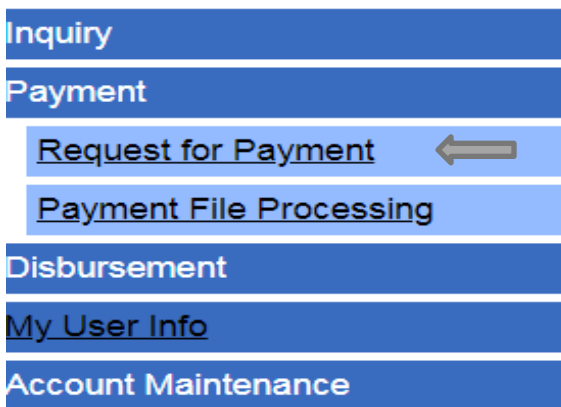 Inquiry
Payment
Request for Payment
Payment File Processing
Disbursement
My User Info
Account Maintenance